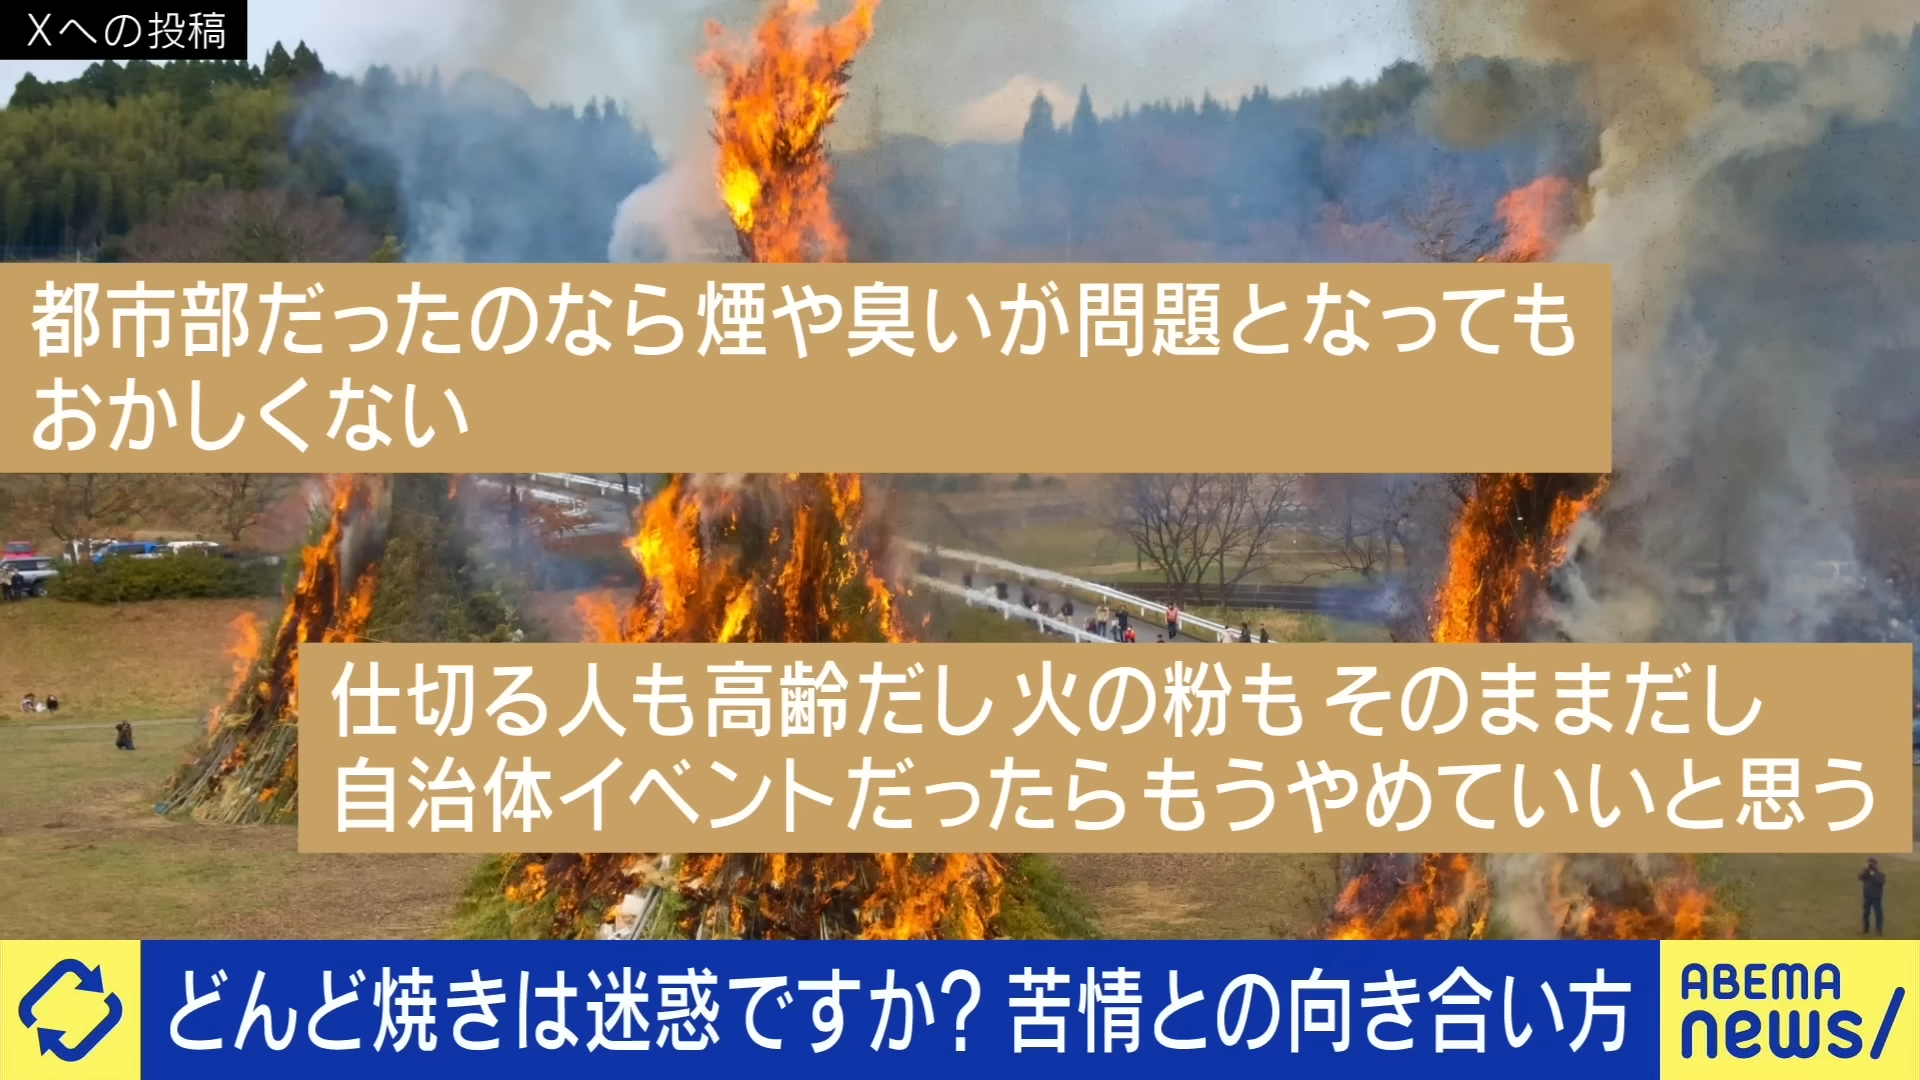 Xへの投稿
都市部だったのなら煙や臭いが問題となっても
おかしくない
仕切る人も高齢だし 火の粉も そのままだし
自治体イベントだったら もうやめていいと思う
どんど焼きは迷惑ですか? 苦情との向き合い方
ABEMA
news/